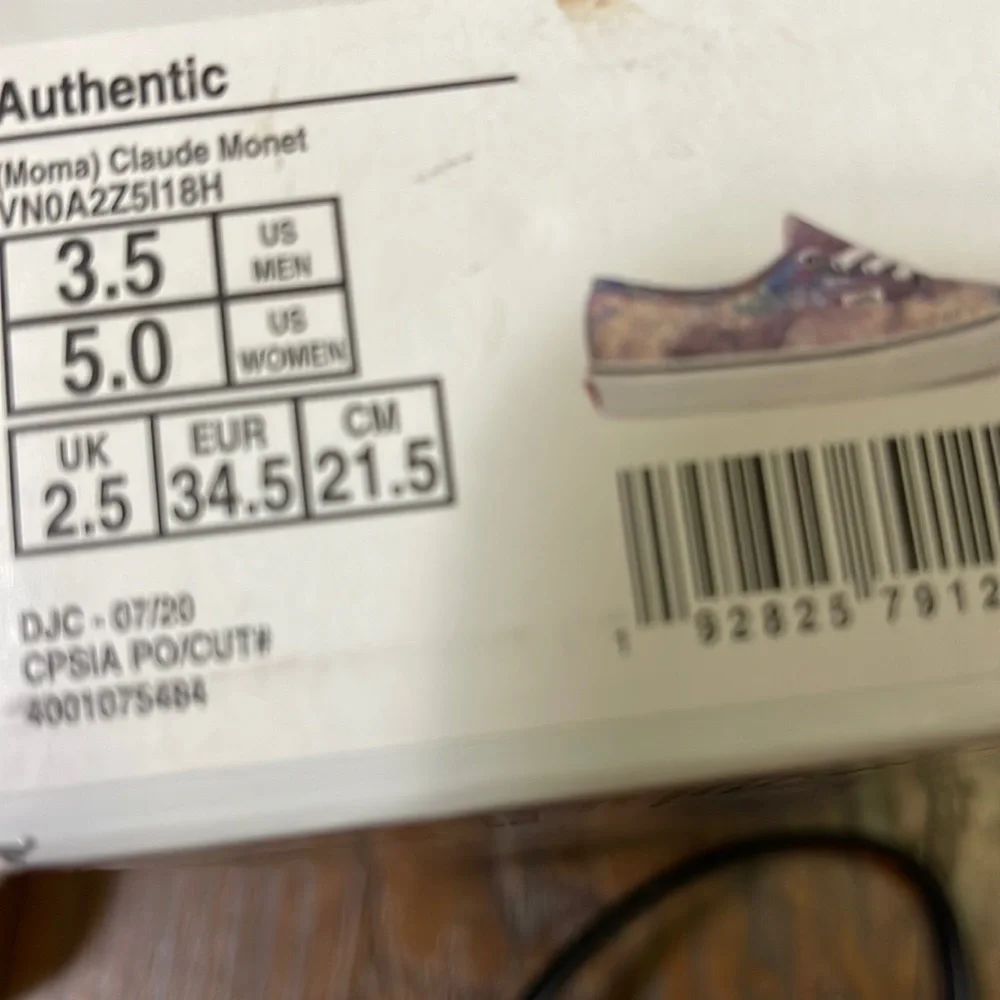 Authentic
(Moma) Claude Monet
VN0A2Z5I18H
3.5 US MEN
5.0 US WOMEN
UK EUR CM
2.5 34.5 21.5
DJC - 07/20
CPSIA PO/CUT#
4001075484
1 92825 7912